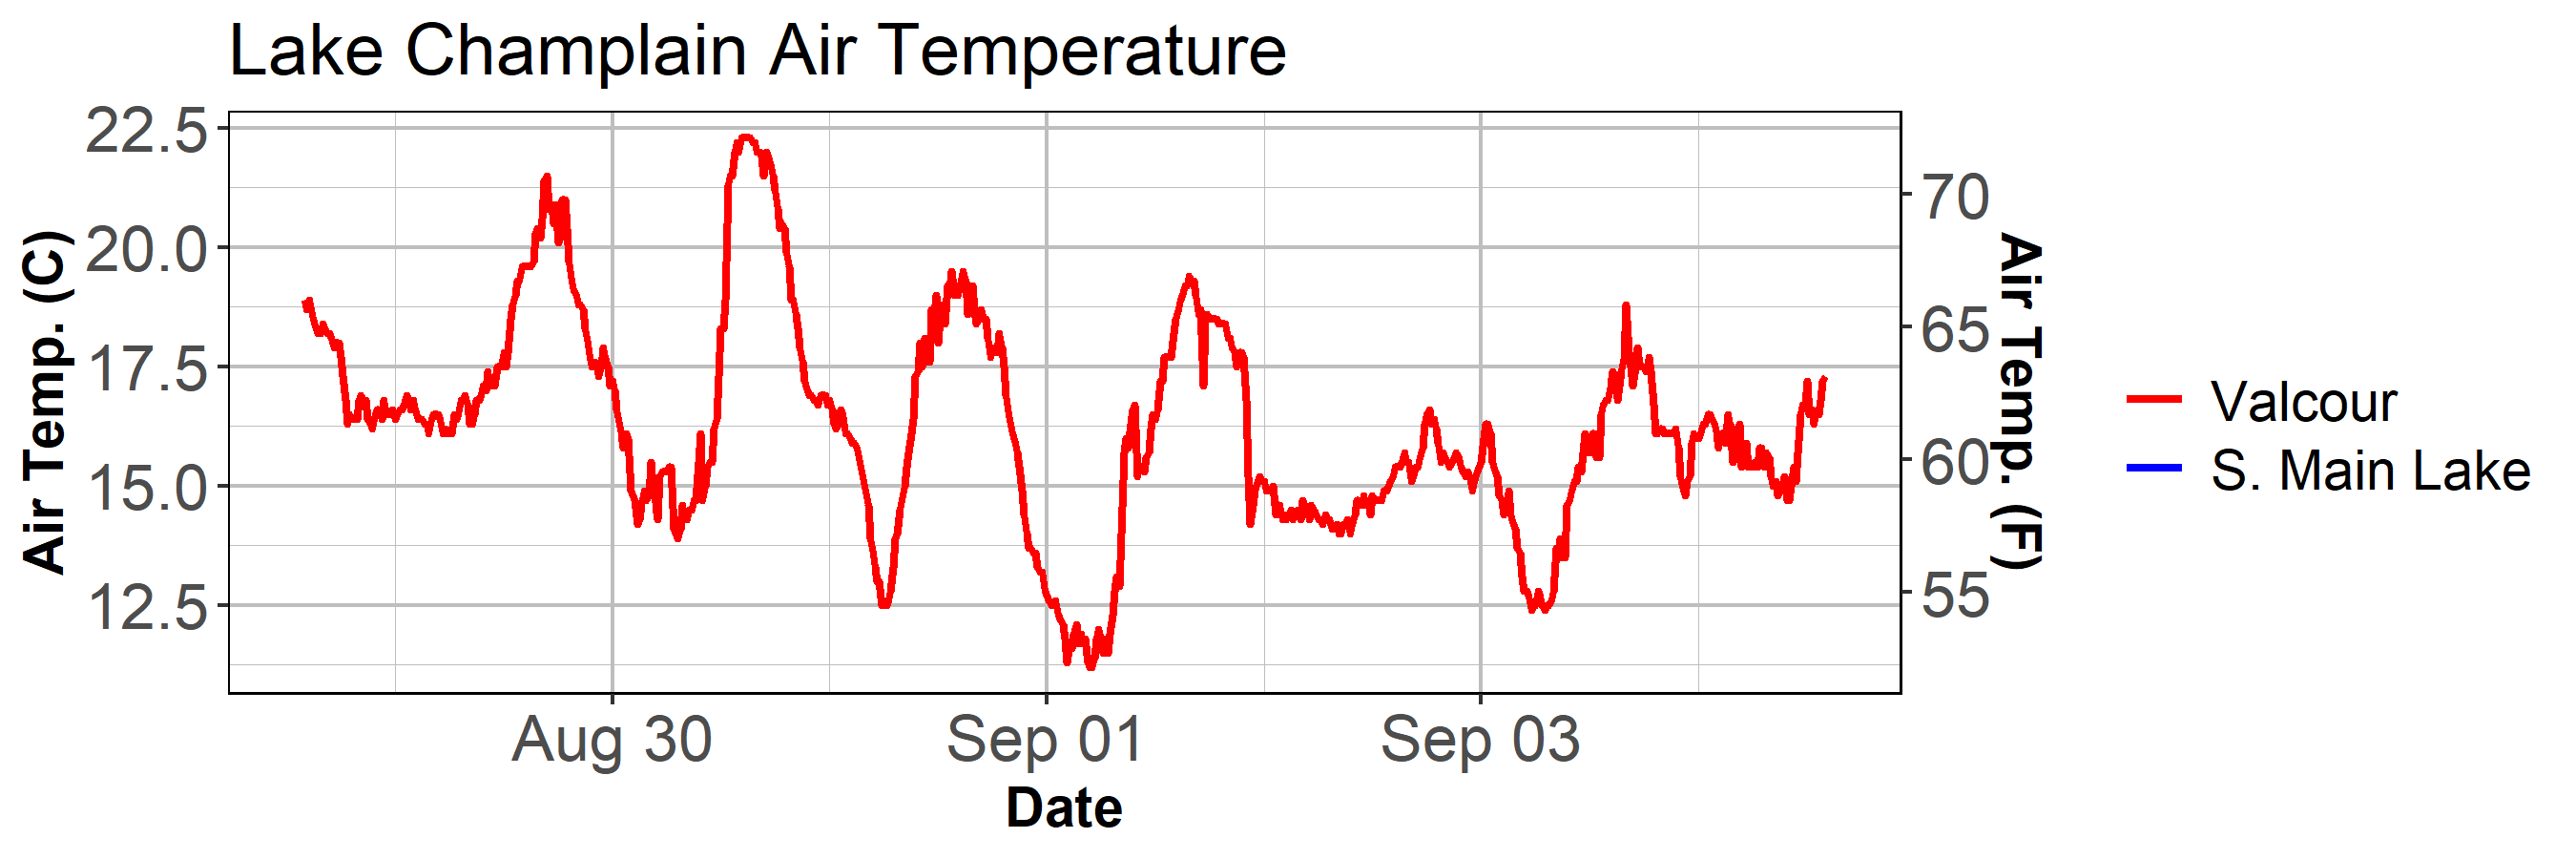 Lake Champlain Air Temperature
22.5
20.0
17.5
15.0
12.5
Air Temp. (C)
70
65
60
55
Air Temp. (F)
Aug 30
Sep 01
Sep 03
Date
Valcour
S. Main Lake